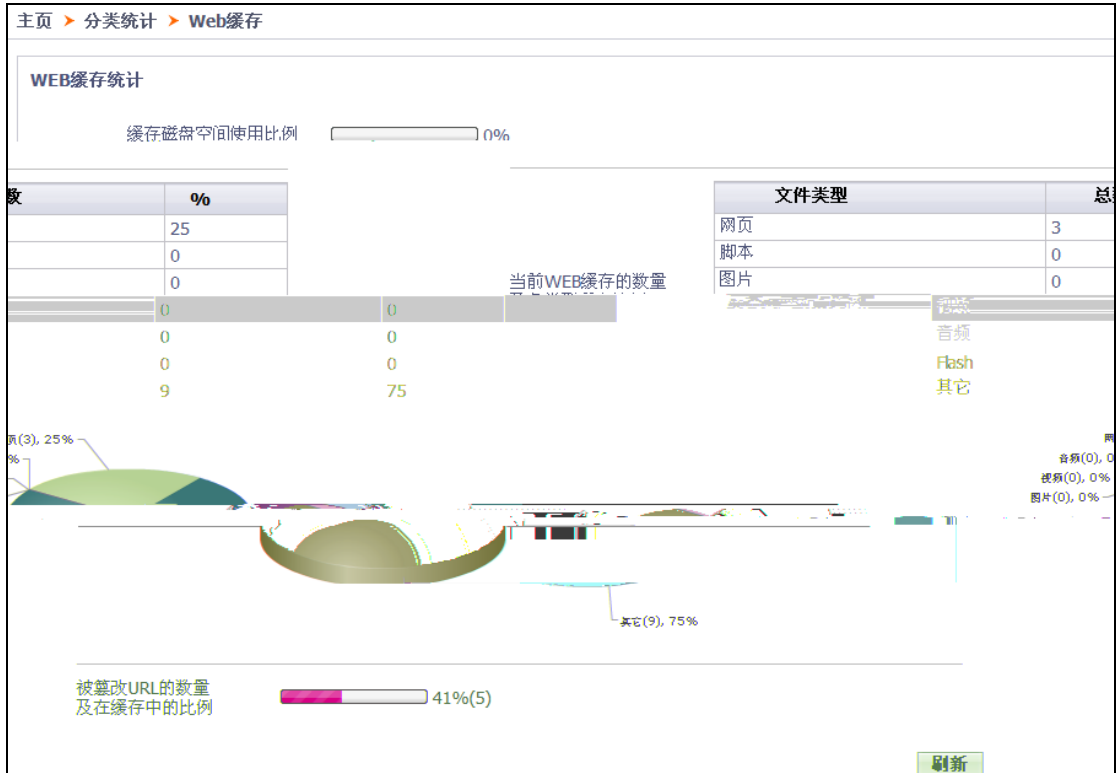 主页 > 分类统计 > Web缓存
WEB缓存统计
缓存磁盘空间使用比例 0%
数 % 文件类型
25 网页 3
0 脚本 0
0 当前WEB缓存的数量 图片 0
0 0
0 0 音频
0 0 Flash
9 75 其它
(3), 25%
% 音频(0), 0
视频(0), 0%
图片(0), 0%
其它(9), 75%
被篡改URL的数量 41%(5)
及在缓存中的比例
刷新